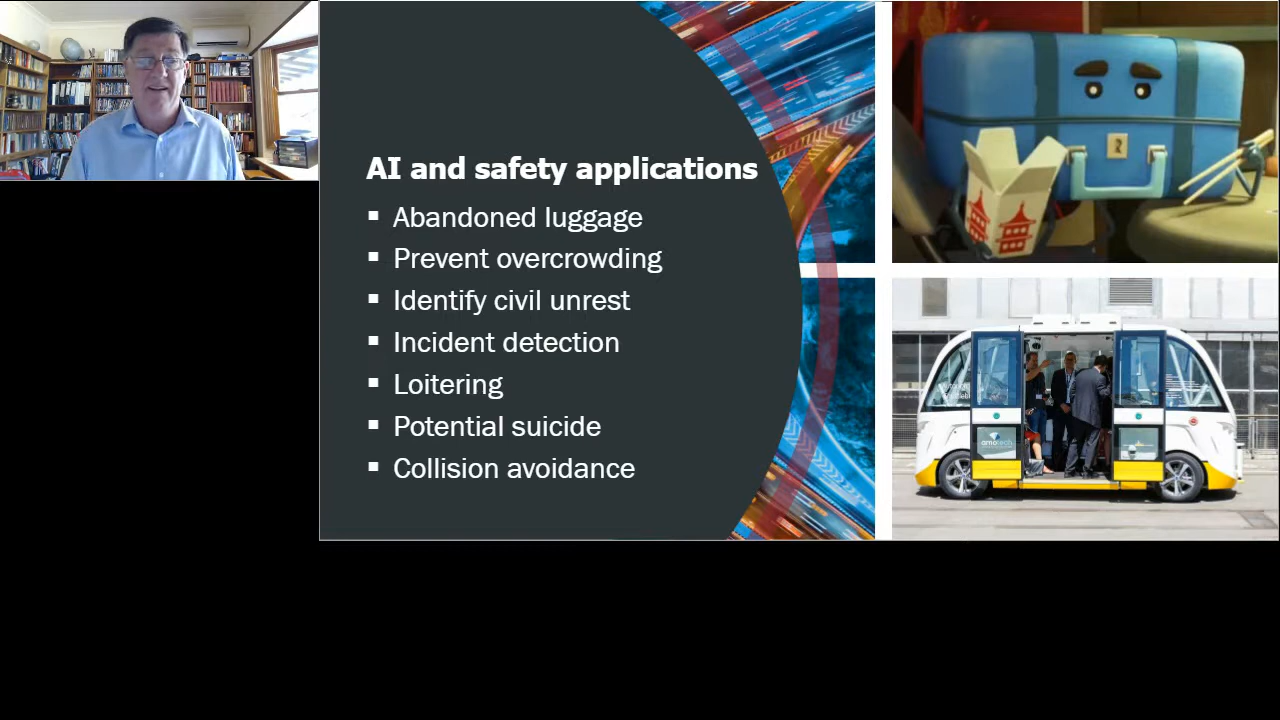 AI and safety applications
Abandoned luggage
Prevent overcrowding
Identify civil unrest
Incident detection
Loitering
Potential suicide
Collision avoidance